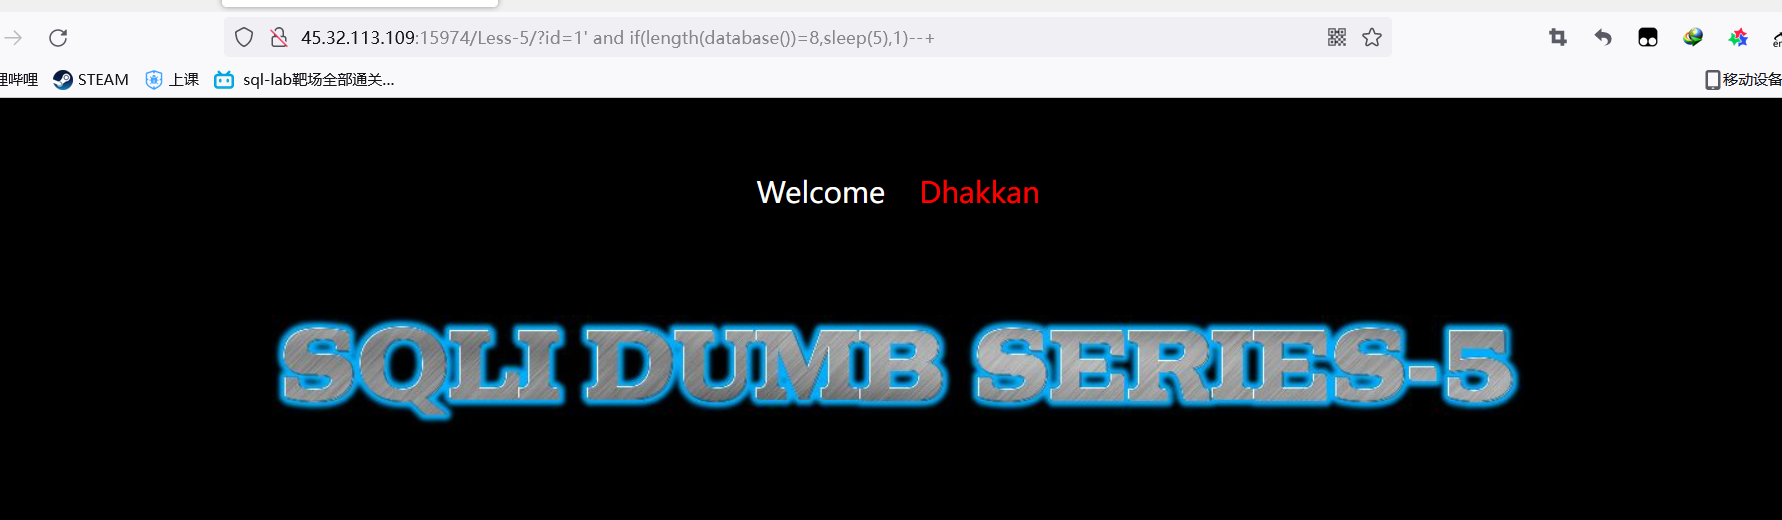 45.32.113.109:15974/Less-5/?id=1' and if(length(database())=8,sleep(5),1)--+
哩哔哩 STEAM 上课 sql-lab靶场全部通关... 移动设备
Welcome Dhakkan
SQLI DUMB SERIES-5